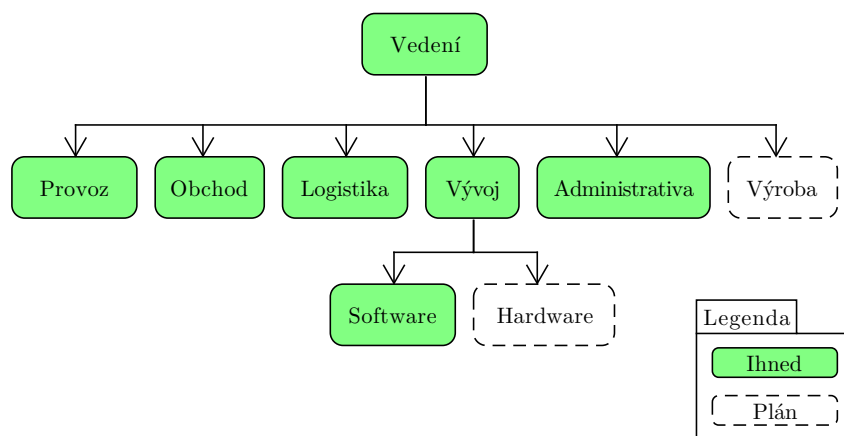 Vedení
Provoz
Obchod
Logistika
Vývoj
Administrativa
Výroba
Software
Hardware
Legenda
Ihned
Plán